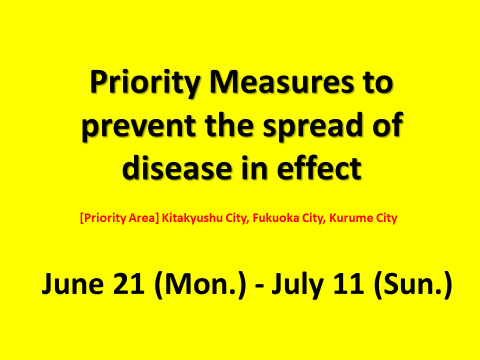 Priority Measures to
prevent the spread of
disease in effect
[Priority Area] Kitakyushu City, Fukuoka City, Kurume City
June 21 (Mon.) - July 11 (Sun.)